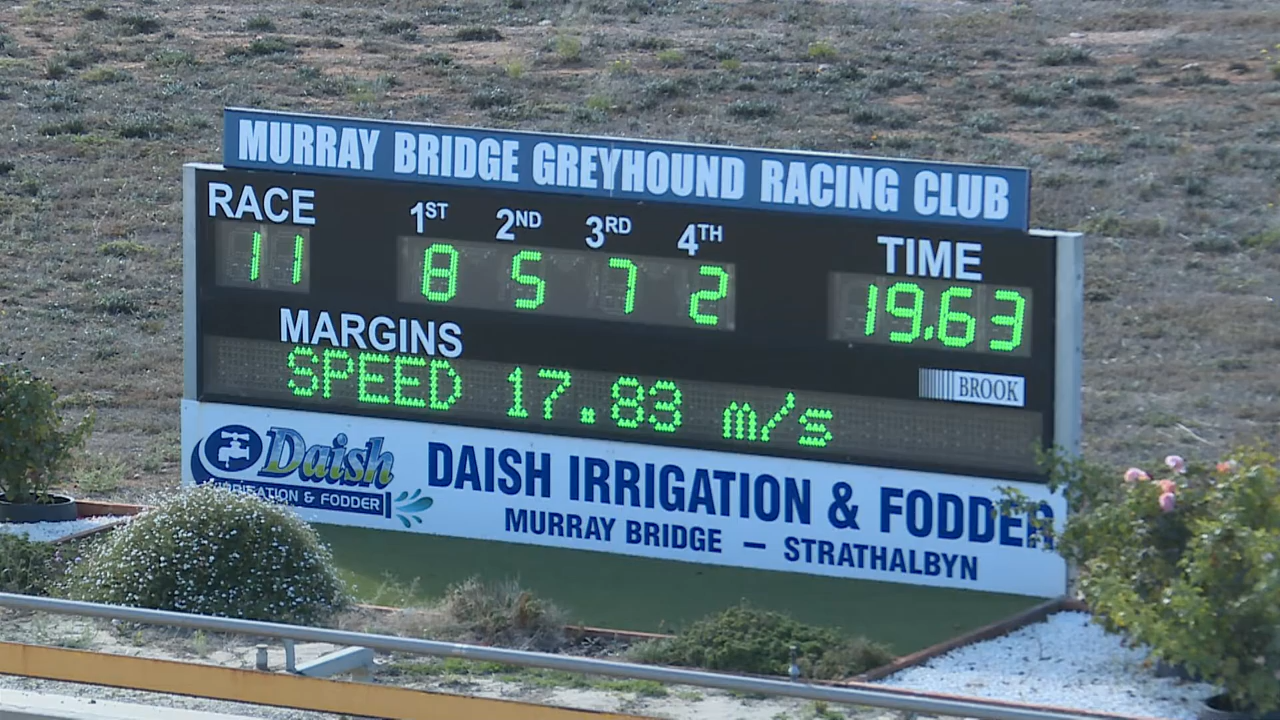 MURRAY BRIDGE GREYHOUND RACING CLUB
RACE 1ST 2ND 3RD 4TH TIME
11 8 5 7 2 19.63
MARGINS
SPEED 17.83 m/s
BROOK
Daish
IRRIGATION & FODDER
DAISH IRRIGATION & FODDER
MURRAY BRIDGE – STRATHALBYN